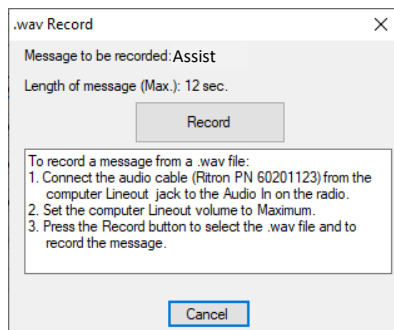 .wav Record
Message to be recorded: Assist
Length of message (Max.): 12 sec.
Record
To record a message from a .wav file:
1. Connect the audio cable (Ritron PN 60201123) from the
computer Lineout jack to the Audio In on the radio.
2. Set the computer Lineout volume to Maximum.
3. Press the Record button to select the .wav file and to
record the message.
Cancel